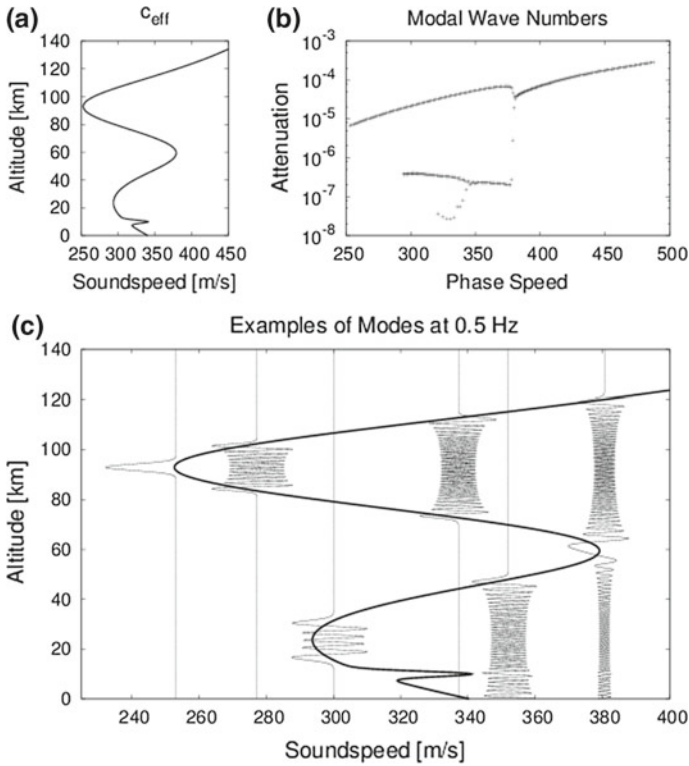 (a)
c_eff
Altitude [km]
140
120
100
80
60
40
20
0
250 300 350 400 450
Soundspeed [m/s]
(b)
Modal Wave Numbers
Attenuation
10^-3
10^-4
10^-5
10^-6
10^-7
10^-8
250 300 350 400 450 500
Phase Speed
(c)
Examples of Modes at 0.5 Hz
Altitude [km]
140
120
100
80
60
40
20
0
240 260 280 300 320 340 360 380 400
Soundspeed [m/s]